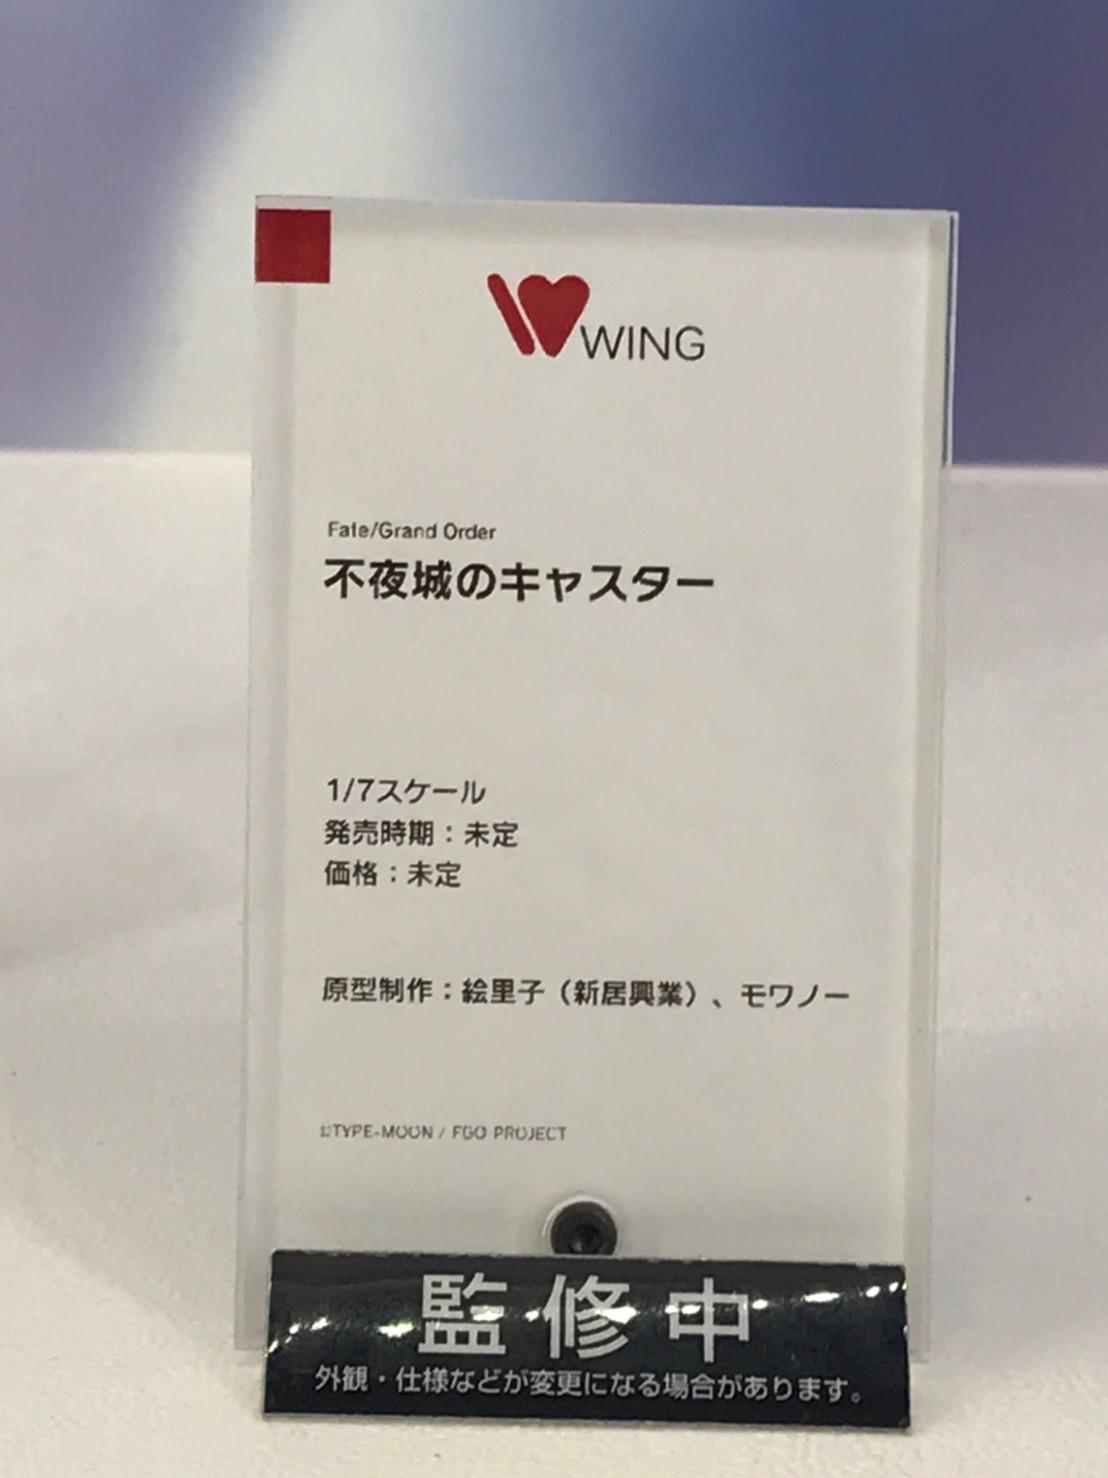 WING
Fate/Grand Order
不夜城のキャスター
1/7スケール
発売時期：未定
価格：未定
原型制作：絵里子（新居興業）、モワノー
©TYPE-MOON / FGO PROJECT
監修中
外観・仕様などが変更になる場合があります。